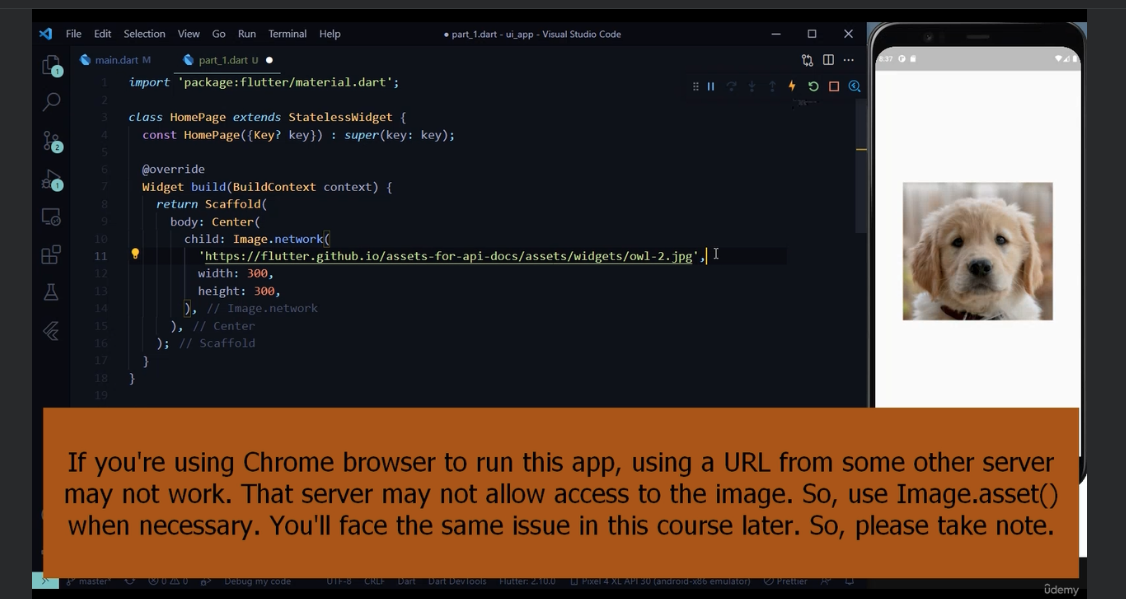 File Edit Selection View Go Run Terminal Help
● part_1.dart - ui_app - Visual Studio Code
main.dart M
part_1.dart U ●
1 import 'package:flutter/material.dart';
2
3 class HomePage extends StatelessWidget {
4 const HomePage({Key? key}) : super(key: key);
5
6 @override
7 Widget build(BuildContext context) {
8 return Scaffold(
9 body: Center(
10 child: Image.network(
11 'https://flutter.github.io/assets-for-api-docs/assets/widgets/owl-2.jpg',
12 width: 300,
13 height: 300,
14 ), // Image.network
15 ), // Center
16 ); // Scaffold
17 }
18 }
19
8:37
1
2
1
If you're using Chrome browser to run this app, using a URL from some other server
may not work. That server may not allow access to the image. So, use Image.asset()
when necessary. You'll face the same issue in this course later. So, please take note.
master* 0 0 Debug my code UTF-8 CRLF Dart Dart DevTools Flutter: 2.10.0 Pixel 4 XL API 30 (android-x86 emulator) Prettier
ûdemy